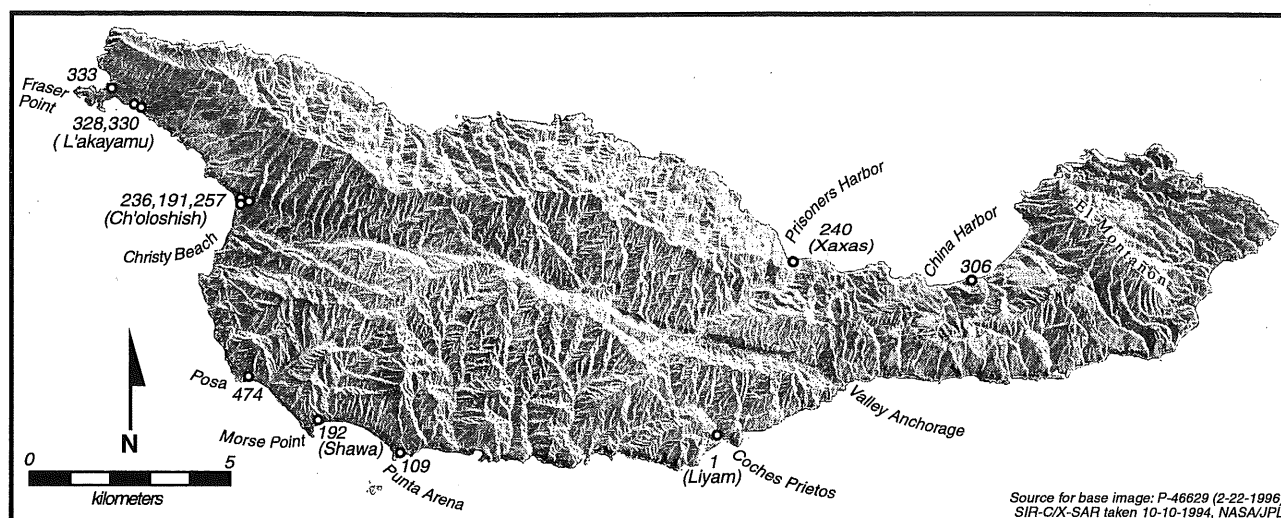 333
Fraser
Point
328,330
( L'akayamu)
236,191,257
(Ch'oloshish)
Christy Beach
Prisoners Harbor
240
(Xaxas)
China Harbor
306
El Montanon
Posa
474
Morse Point
192
(Shawa)
109
Punta Arena
1
(Liyam)
Coches Prietos
Valley Anchorage
N
0
5
kilometers
Source for base image: P-46629 (2-22-1996)
SIR-C/X-SAR taken 10-10-1994, NASA/JPL